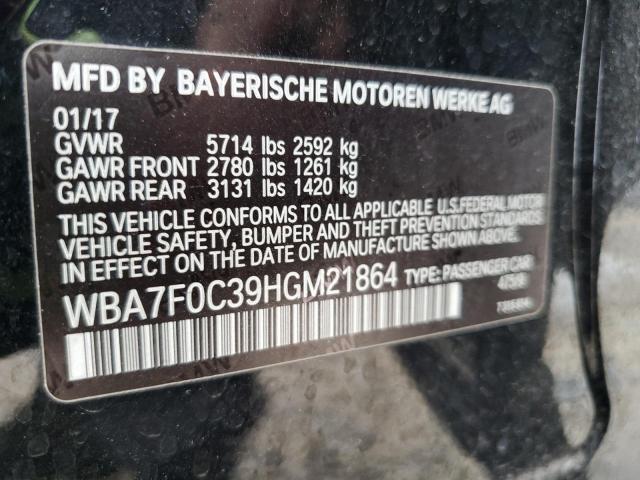 MFD BY BAYERISCHE MOTOREN WERKE AG
01/17
GVWR 5714 lbs 2592 kg
GAWR FRONT 2780 lbs 1261 kg
GAWR REAR 3131 lbs 1420 kg
THIS VEHICLE CONFORMS TO ALL APPLICABLE U.S.FEDERAL MOTOR
VEHICLE SAFETY, BUMPER AND THEFT PREVENTION STANDARDS
IN EFFECT ON THE DATE OF MANUFACTURE SHOWN ABOVE.
WBA7F0C39HGM21864 TYPE: PASSENGER CAR
BMW